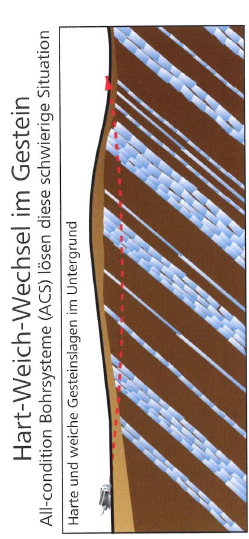 Hart-Weich-Wechsel im Gestein
All-condition Bohrsysteme (ACS) lösen diese schwierige Situation
Harte und weiche Gesteinslagen im Untergrund